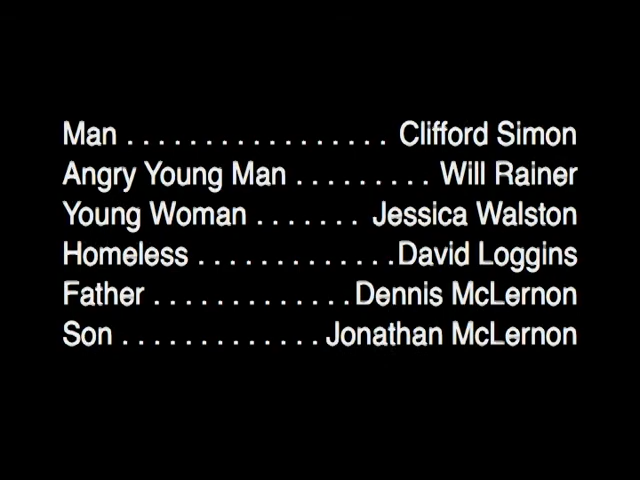 Man . . . . . . . . . . . . . . . . . . Clifford Simon
Angry Young Man . . . . . . . . . Will Rainer
Young Woman . . . . . . . Jessica Walston
Homeless . . . . . . . . . . . . . David Loggins
Father . . . . . . . . . . . . . Dennis McLernon
Son . . . . . . . . . . . . . Jonathan McLernon